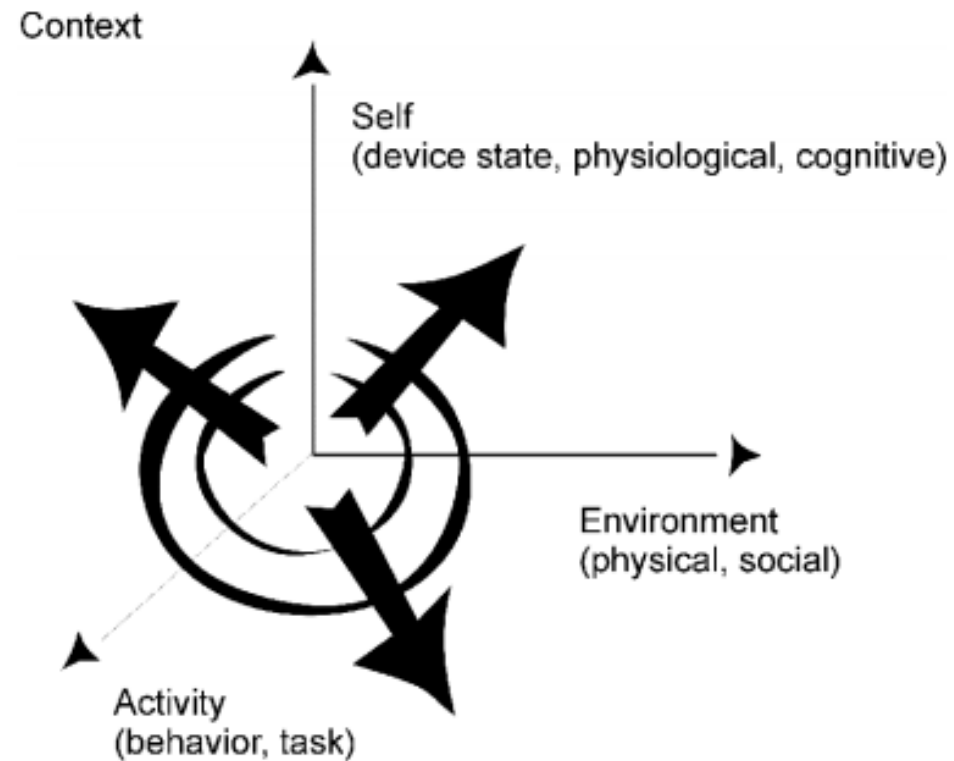 Context
Self
(device state, physiological, cognitive)
Environment
(physical, social)
Activity
(behavior, task)